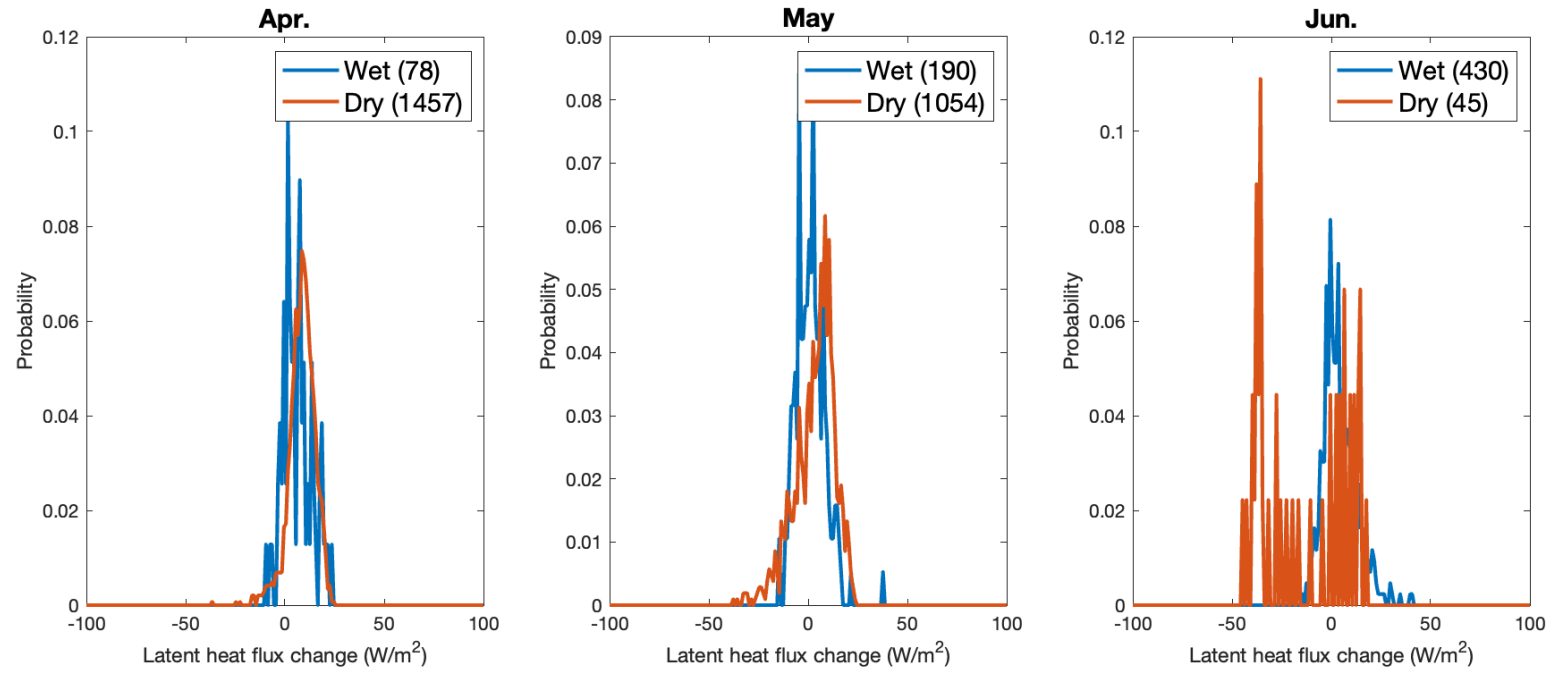 Apr.
0.12
0.1
0.08
0.06
0.04
0.02
0
Probability
-100 -50 0 50 100
Latent heat flux change (W/m²)
Wet (78)
Dry (1457)
May
0.09
0.08
0.07
0.06
0.05
0.04
0.03
0.02
0.01
0
Probability
-100 -50 0 50 100
Latent heat flux change (W/m²)
Wet (190)
Dry (1054)
Jun.
0.12
0.1
0.08
0.06
0.04
0.02
0
Probability
-100 -50 0 50 100
Latent heat flux change (W/m²)
Wet (430)
Dry (45)